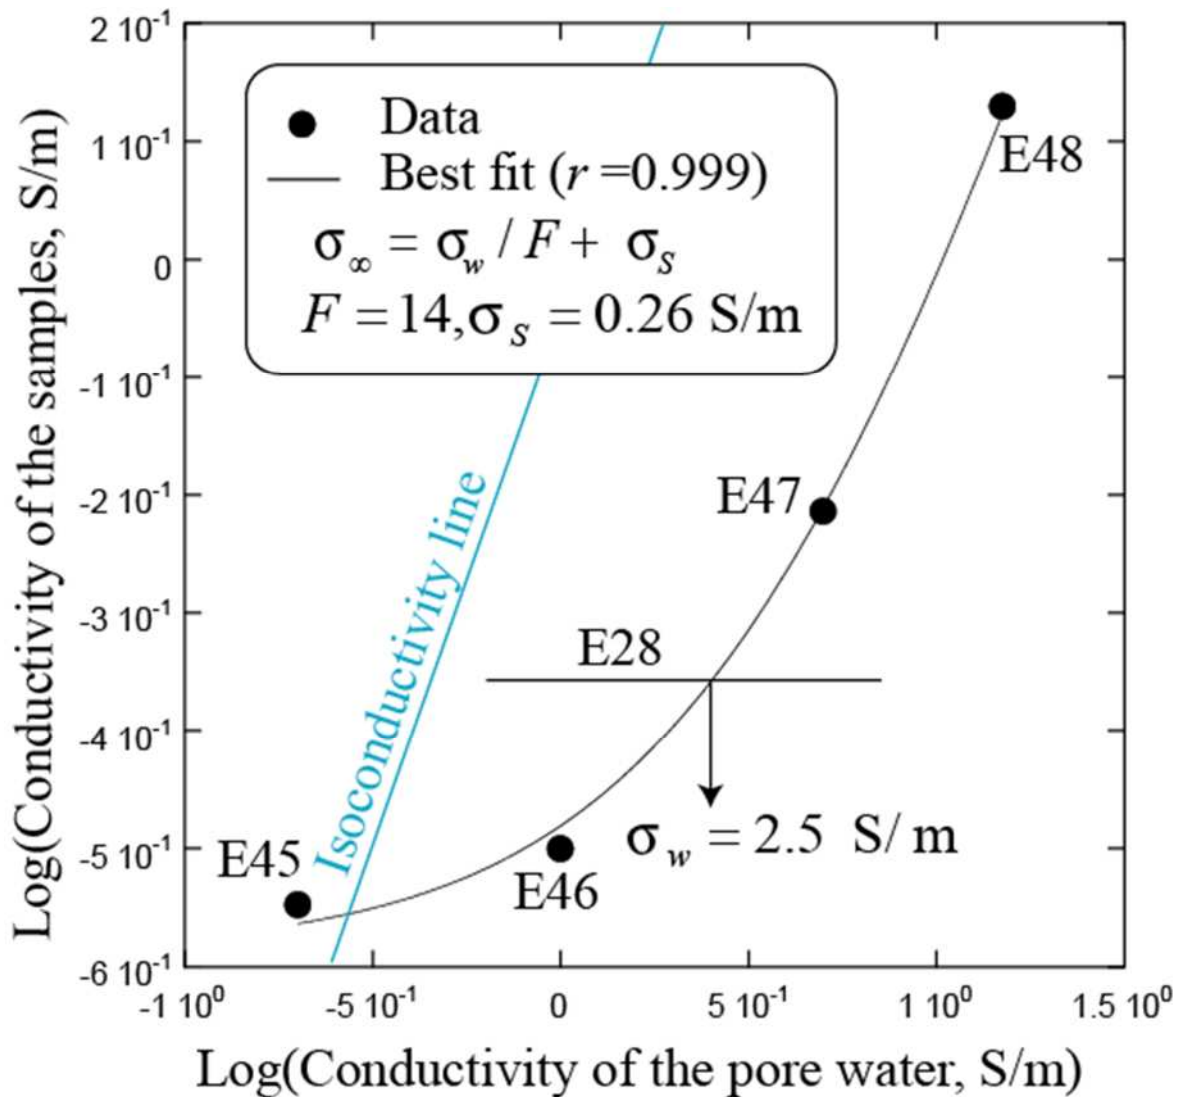 2 10⁻¹
1 10⁻¹
0
-1 10⁻¹
-2 10⁻¹
-3 10⁻¹
-4 10⁻¹
-5 10⁻¹
-6 10⁻¹
Log(Conductivity of the samples, S/m)
Data
Best fit (r =0.999)
σ∞ = σw / F + σS
F = 14,σS = 0.26 S/m
E48
E47
E28
Isoconductivity line
σw = 2.5 S/ m
E45
E46
-1 10⁰
-5 10⁻¹
0
5 10⁻¹
1 10⁰
1.5 10⁰
Log(Conductivity of the pore water, S/m)